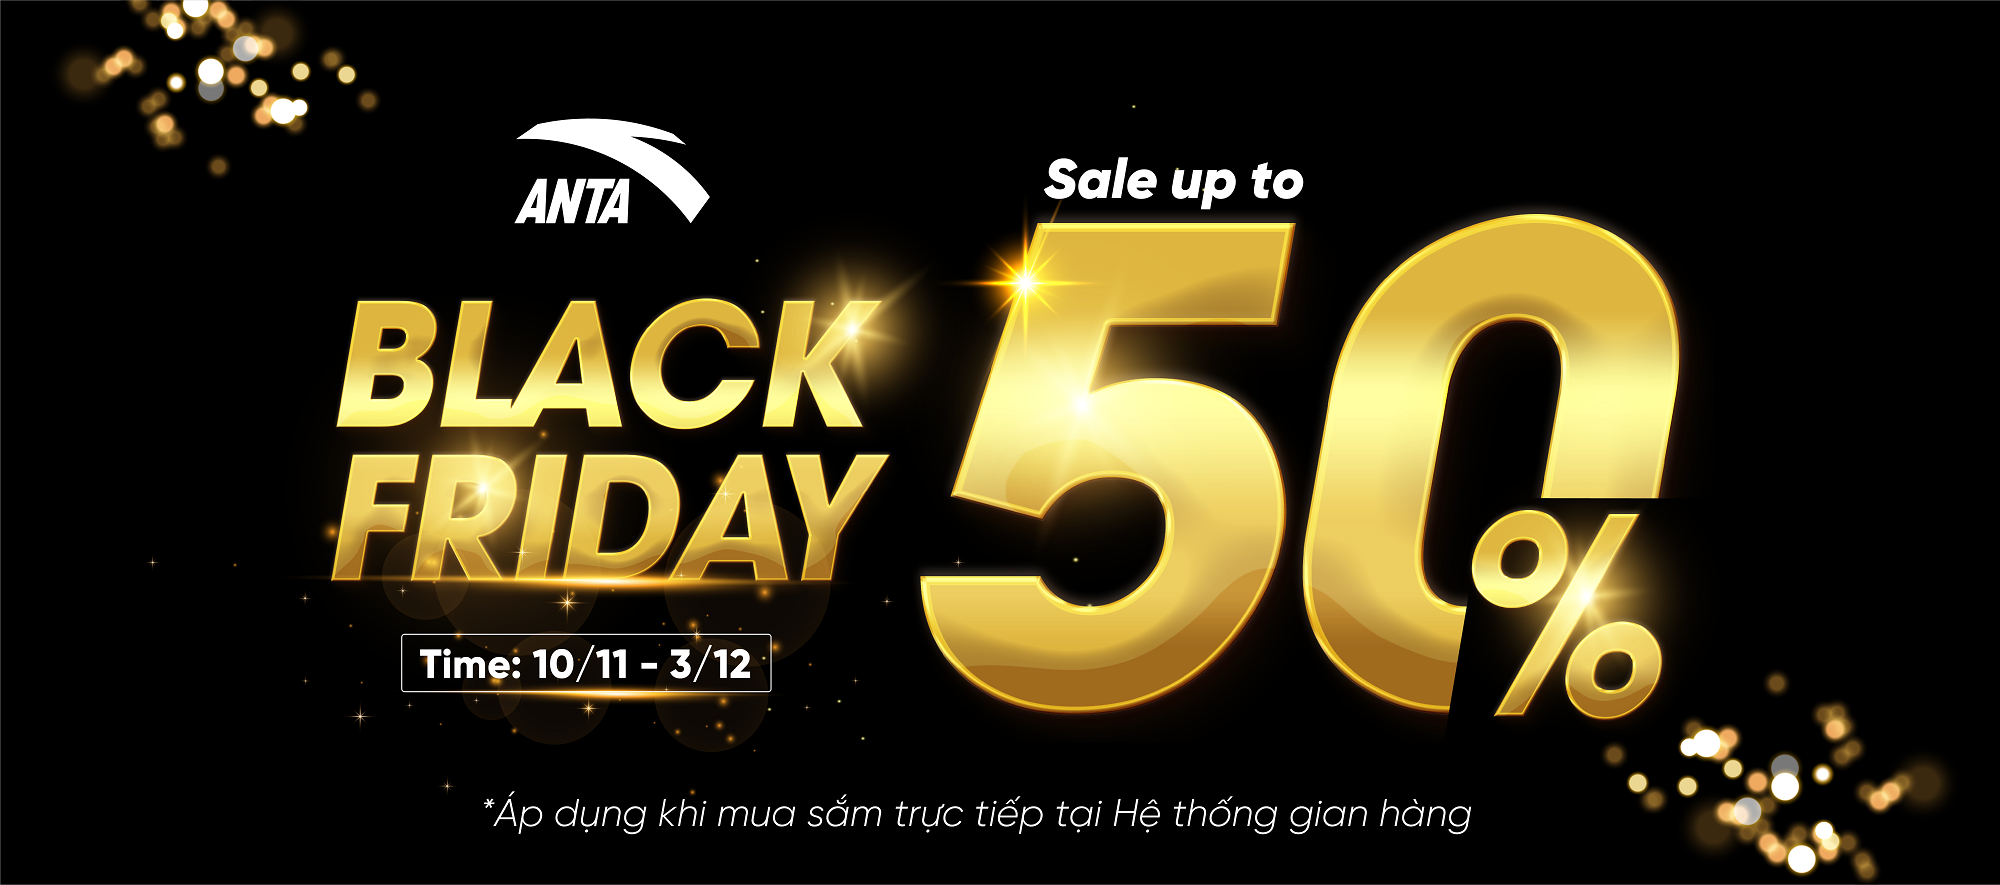 ANTA
BLACK
FRIDAY
Time: 10/11 - 3/12
Sale up to
50%
*Áp dụng khi mua sắm trực tiếp tại Hệ thống gian hàng